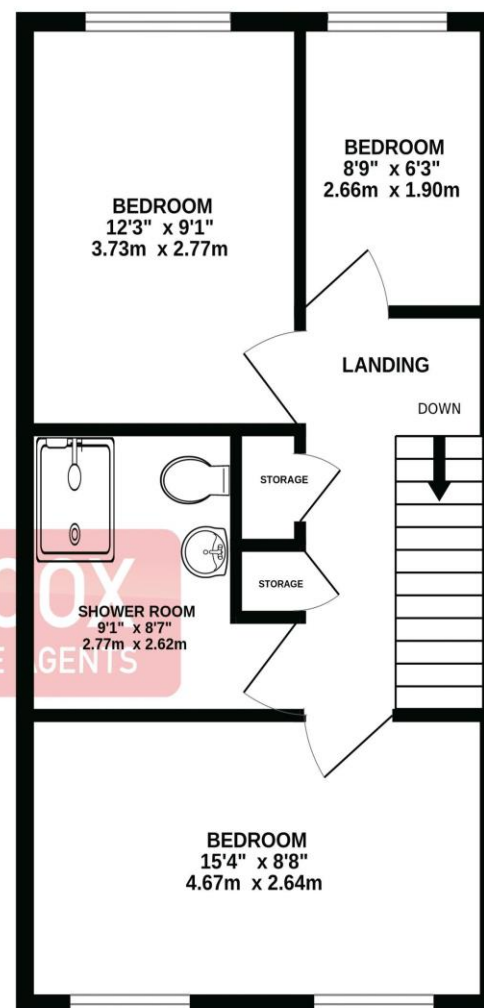 BEDROOM
12'3" x 9'1"
3.73m x 2.77m
BEDROOM
8'9" x 6'3"
2.66m x 1.90m
LANDING
DOWN
STORAGE
STORAGE
OX
SHOWER ROOM
9'1" x 8'7"
2.77m x 2.62m
E AGENTS
BEDROOM
15'4" x 8'8"
4.67m x 2.64m